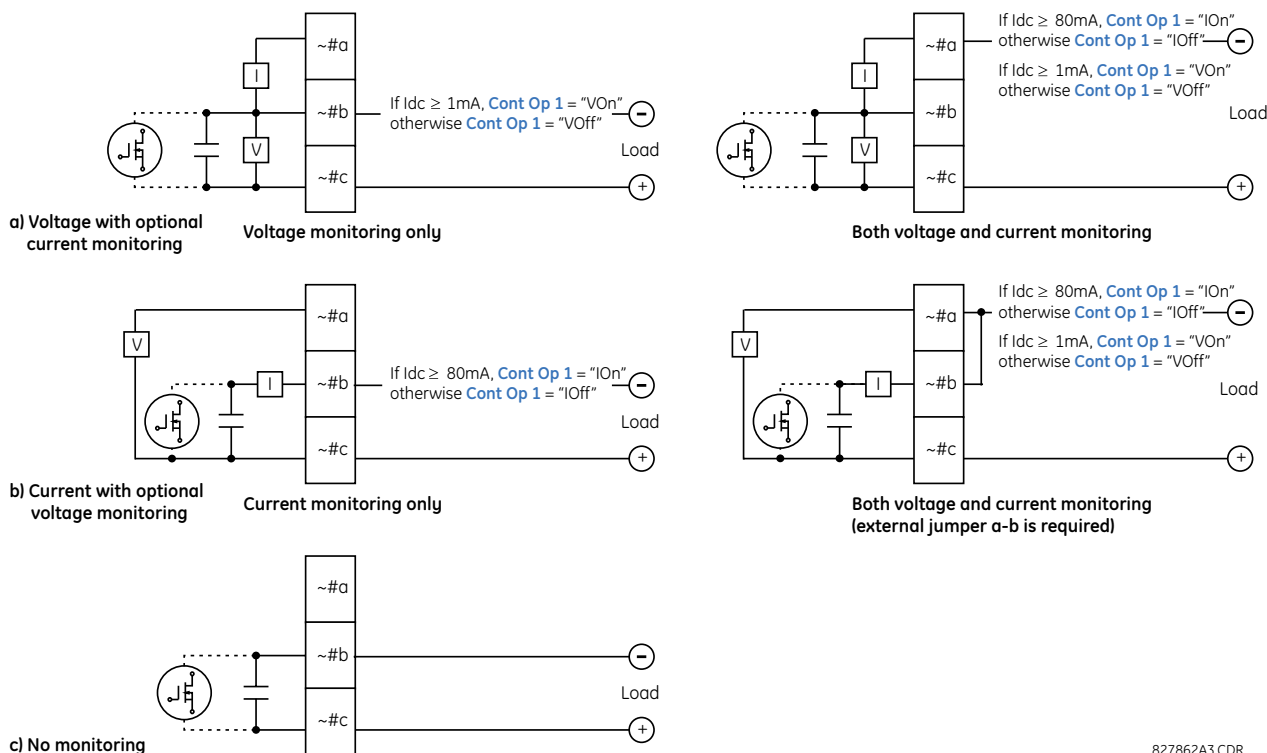 ~#a
I
~#b
V
~#c
If Idc ≥ 1mA, Cont Op 1 = “VOn”
otherwise Cont Op 1 = “VOff”
−
Load
+
a) Voltage with optional
current monitoring
Voltage monitoring only
~#a
I
~#b
V
~#c
If Idc ≥ 80mA, Cont Op 1 = “IOn”
otherwise Cont Op 1 = “IOff”
−
If Idc ≥ 1mA, Cont Op 1 = “VOn”
otherwise Cont Op 1 = “VOff”
Load
+
Both voltage and current monitoring
~#a
V
I
~#b
~#c
If Idc ≥ 80mA, Cont Op 1 = “IOn”
otherwise Cont Op 1 = “IOff”
−
Load
+
b) Current with optional
voltage monitoring
Current monitoring only
~#a
V
I
~#b
~#c
If Idc ≥ 80mA, Cont Op 1 = “IOn”
otherwise Cont Op 1 = “IOff”
−
If Idc ≥ 1mA, Cont Op 1 = “VOn”
otherwise Cont Op 1 = “VOff”
Load
+
Both voltage and current monitoring
(external jumper a-b is required)
~#a
~#b
~#c
−
Load
+
c) No monitoring
827862A3.CDR